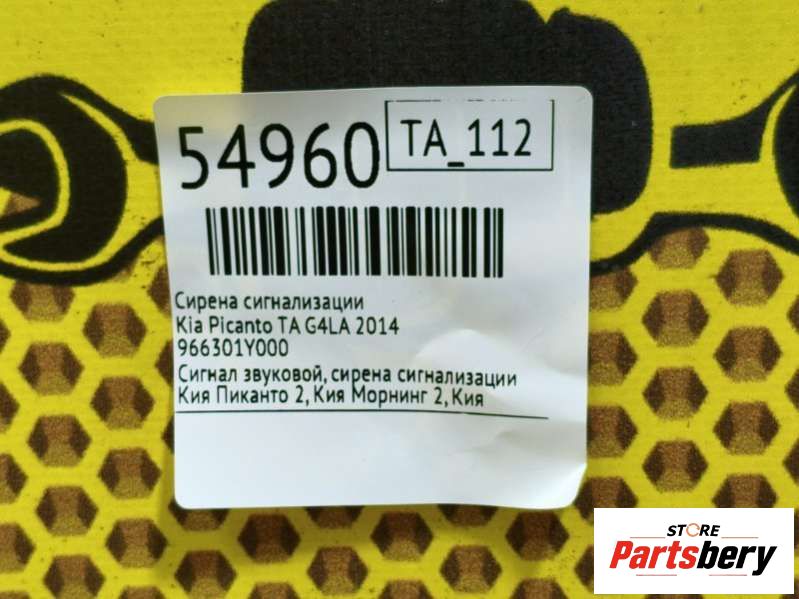 54960
TA_112
Сирена сигнализации
Kia Picanto TA G4LA 2014
966301Y000
Сигнал звуковой, сирена сигнализации
Кия Пиканто 2, Кия Морнинг 2, Кия
STORE
Partsbery